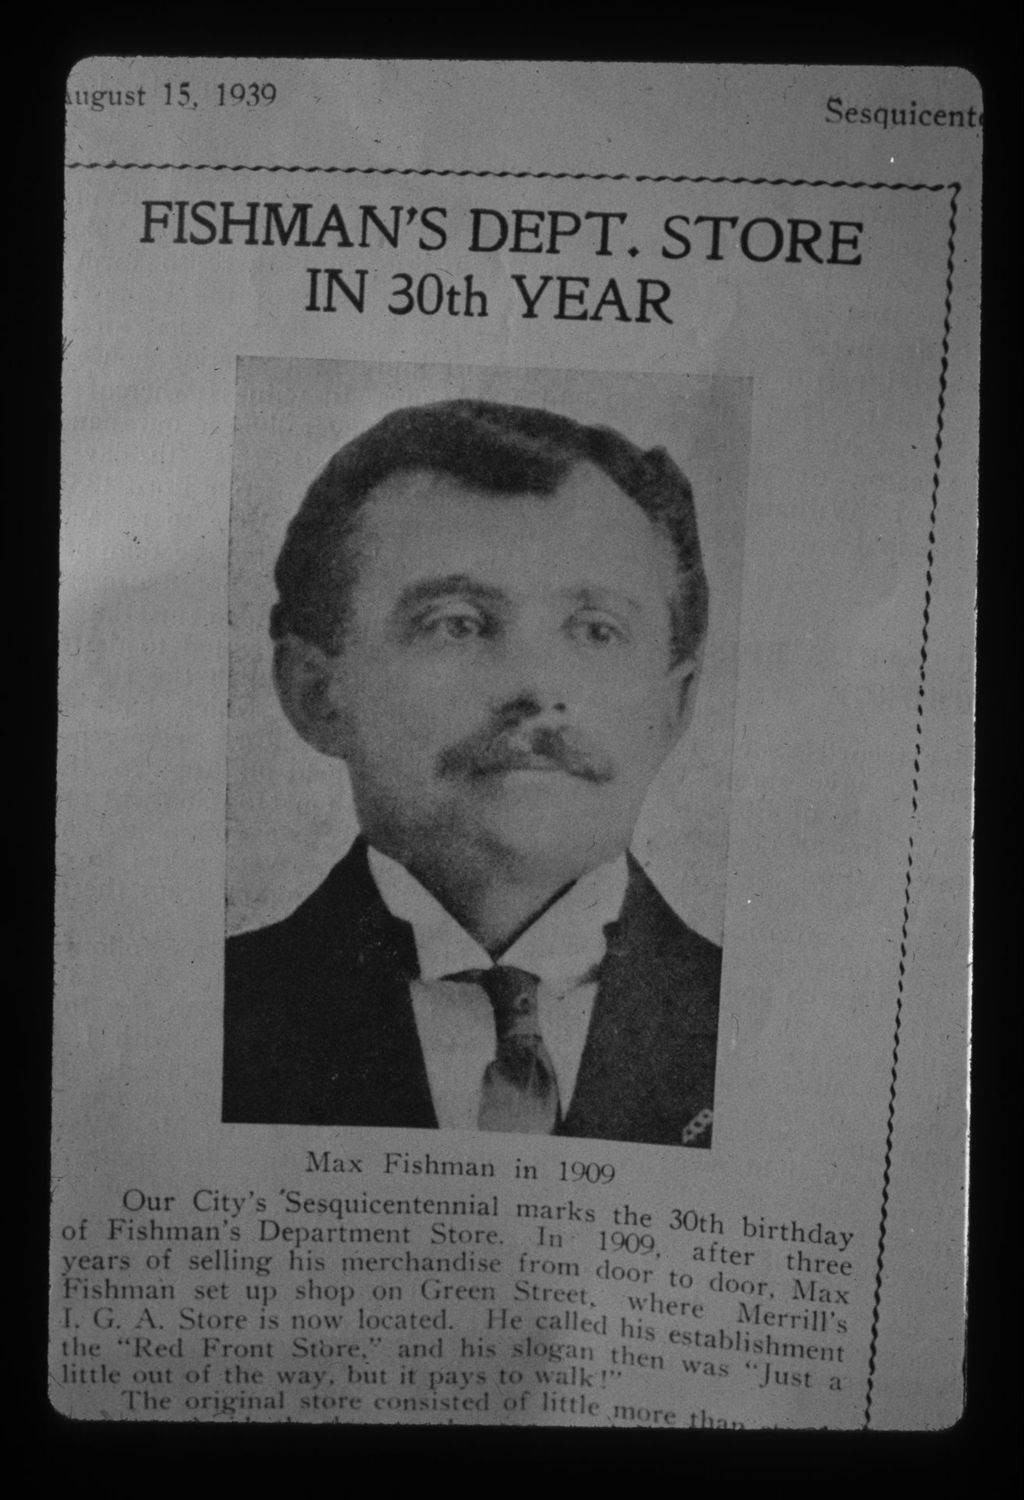 August 15, 1939
Sesquicente
FISHMAN'S DEPT. STORE
IN 30th YEAR
Max Fishman in 1909
Our City's Sesquicentennial marks the 30th birthday
of Fishman's Department Store. In 1909, after three
years of selling his merchandise from door to door, Max
Fishman set up shop on Green Street, where Merrill's
I. G. A. Store is now located. He called his establishment
the "Red Front Store," and his slogan then was "Just a
little out of the way, but it pays to walk!"
The original store consisted of little more than